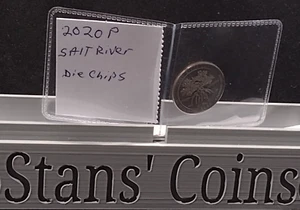 2020 P
SAIT RIVER
Die Chips
Stans' Coins